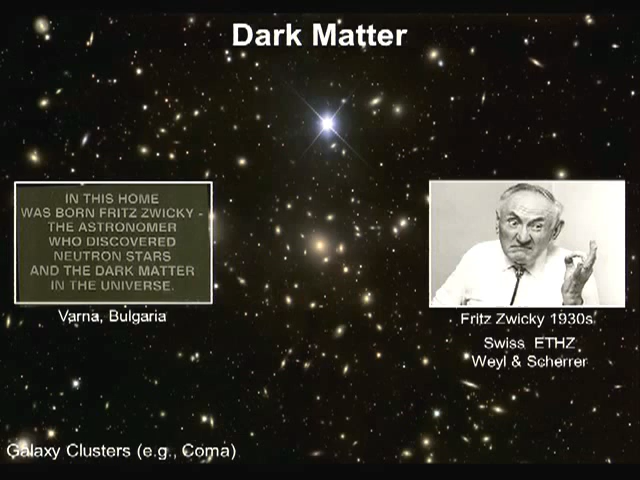 Dark Matter
IN THIS HOME
WAS BORN FRITZ ZWICKY -
THE ASTRONOMER
WHO DISCOVERED
NEUTRON STARS
AND THE DARK MATTER
IN THE UNIVERSE.
Varna, Bulgaria
Fritz Zwicky 1930s
Swiss ETHZ
Weyl & Scherrer
Galaxy Clusters (e.g., Coma)